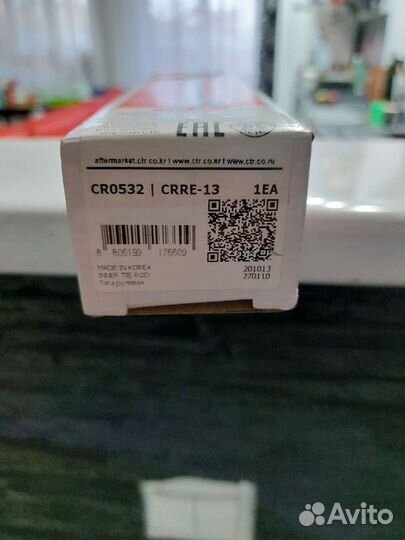 EAC
aftermarket.ctr.co.kr | www.ctr.co.kr | www.ctr.co.ru
CR0532 | CRRE-13 1EA
8 806199 176609
MADE IN KOREA
INNER TIE ROD
Тяга рулевая
201013
270110
Avito